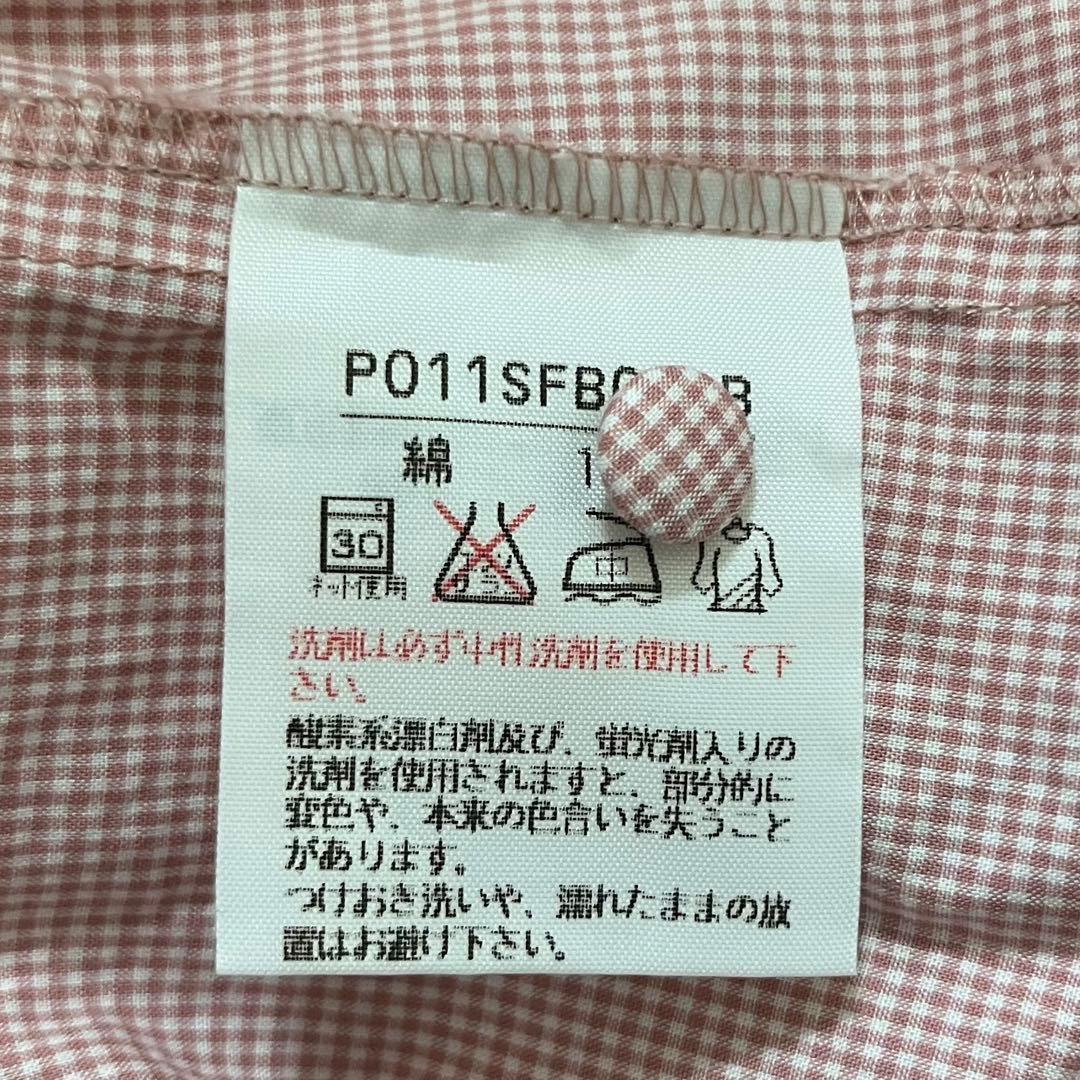 P011SFB B
綿 1
30 中
ネット使用
洗剤は必ず中性洗剤を使用して下
さい。
酸素系漂白剤及び、蛍光剤入りの
洗剤を使用されますと、部分的に
変色や、本来の色合いを失うこと
があります。
つけおき洗いや、濡れたままの放
置はお避け下さい。